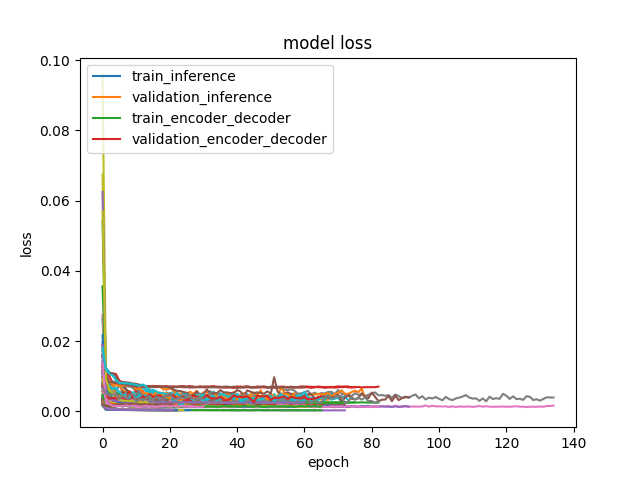 model loss
train_inference
validation_inference
train_encoder_decoder
validation_encoder_decoder
loss
0.10
0.08
0.06
0.04
0.02
0.00
0 20 40 60 80 100 120 140
epoch